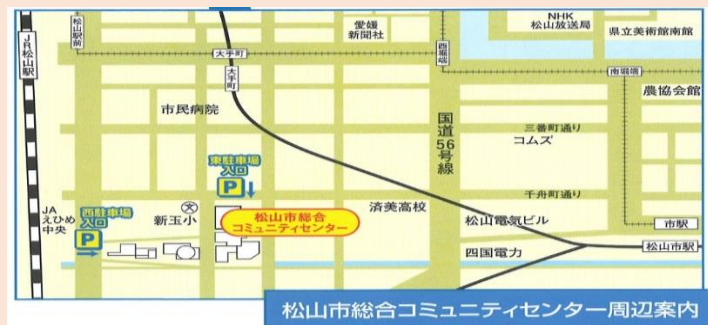 JR松山駅
松山駅前
愛媛
新聞社
大手町
大手町
西堀端
NHK
松山放送局
県立美術館南館
南堀端
農協会館
市民病院
国道56号線
三番町通り
コムズ
東駐車場
入口
P
千舟町通り
JA
えひめ
中央
西駐車場
入口
P
文
新玉小
松山市総合
コミュニティセンター
済美高校
松山電気ビル
市駅
四国電力
松山市駅
松山市総合コミュニティセンター周辺案内